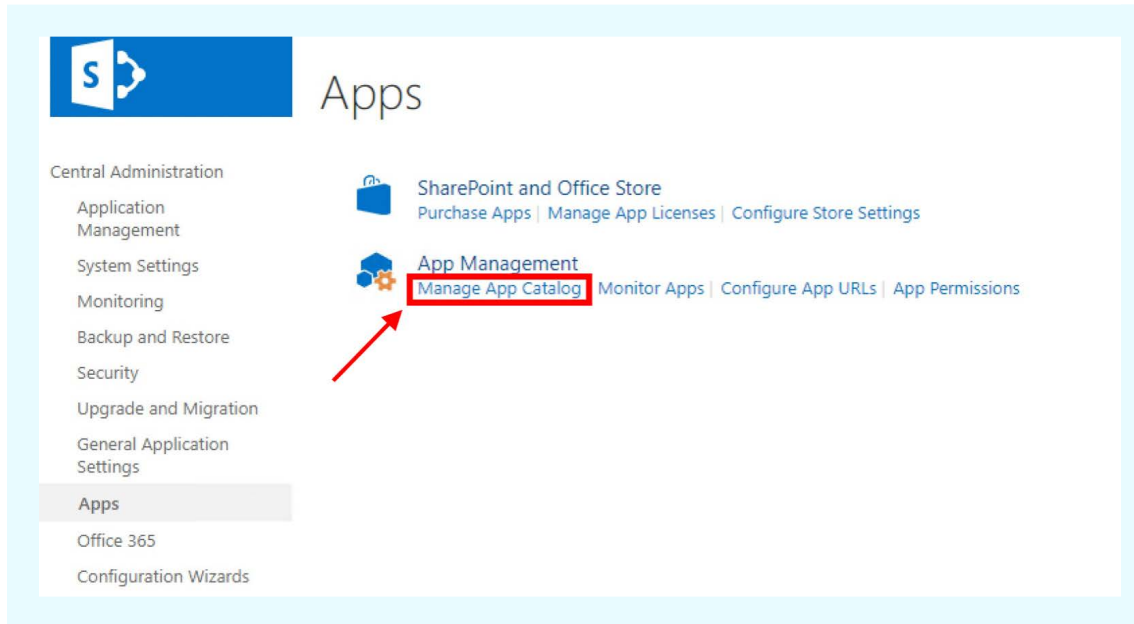 S
Apps
Central Administration
Application
Management
System Settings
Monitoring
Backup and Restore
Security
Upgrade and Migration
General Application
Settings
Apps
Office 365
Configuration Wizards
SharePoint and Office Store
Purchase Apps | Manage App Licenses | Configure Store Settings
App Management
Manage App Catalog | Monitor Apps | Configure App URLs | App Permissions